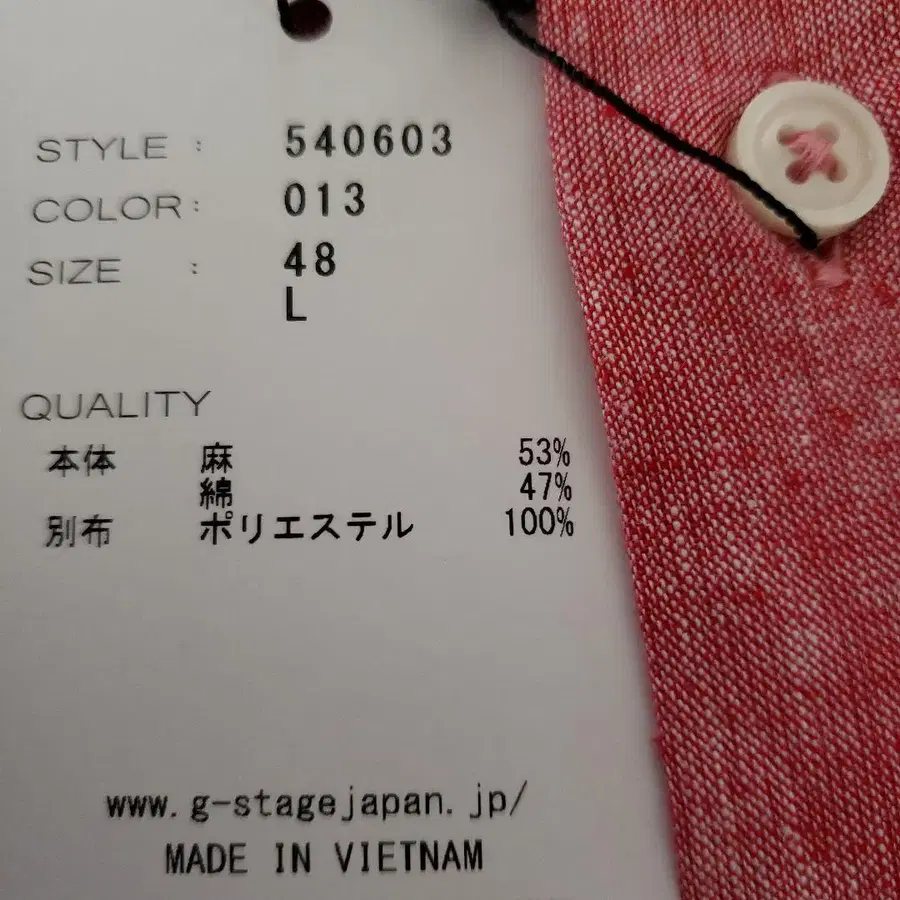 STYLE : 540603
COLOR: 013
SIZE : 48
L
QUALITY
本体 麻 53%
綿 47%
別布 ポリエステル 100%
www.g-stagejapan.jp/
MADE IN VIETNAM